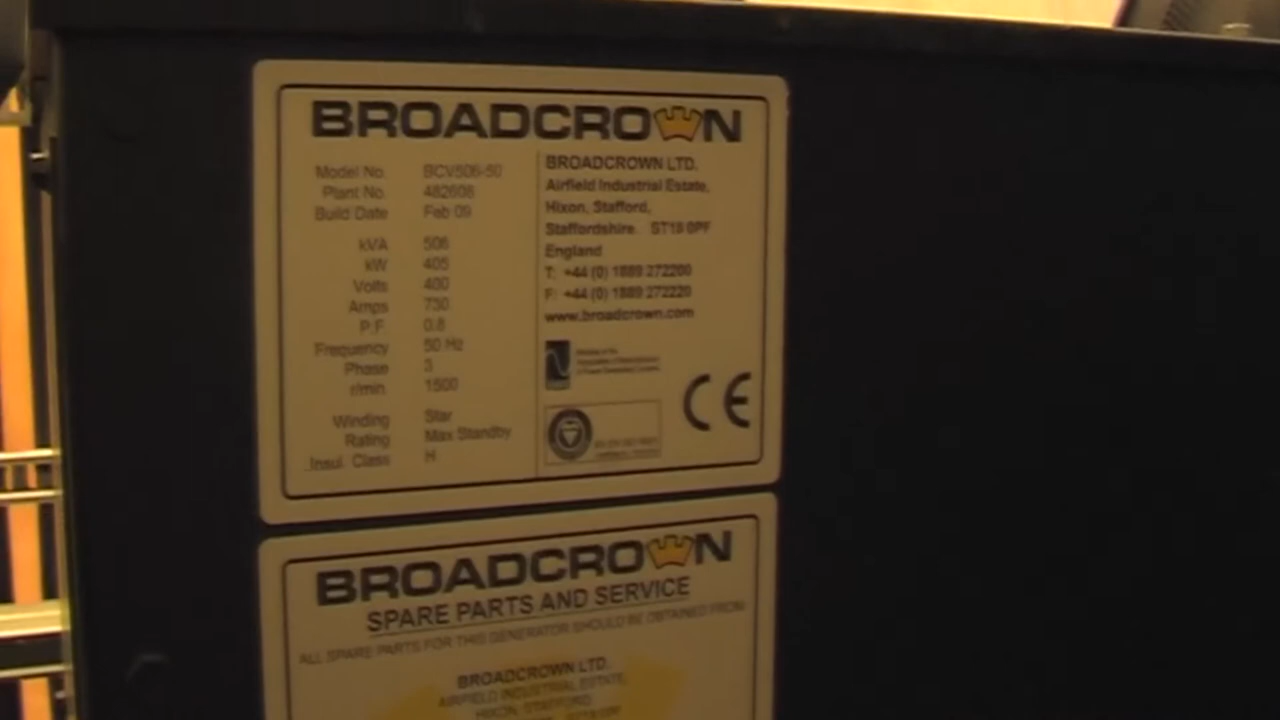 BROADCROWN
Model No. BCV506-50
Plant No. 482608
Build Date Feb 09
kVA 506
kW 405
Volts 400
Amps 730
P.F 0.8
Frequency 50 Hz
Phase 3
r/min. 1500
Winding Star
Rating Max Standby
Insul. Class H
BROADCROWN LTD.
Airfield Industrial Estate,
Hixon, Stafford,
Staffordshire. ST18 0PF
England
T: +44 (0) 1889 272200
F: +44 (0) 1889 272220
www.broadcrown.com
CE
BROADCROWN
SPARE PARTS AND SERVICE
ALL SPARE PARTS FOR THIS GENERATOR SHOULD BE OBTAINED FROM
BROADCROWN LTD.
AIRFIELD INDUSTRIAL ESTATE,
HIXON, STAFFORD